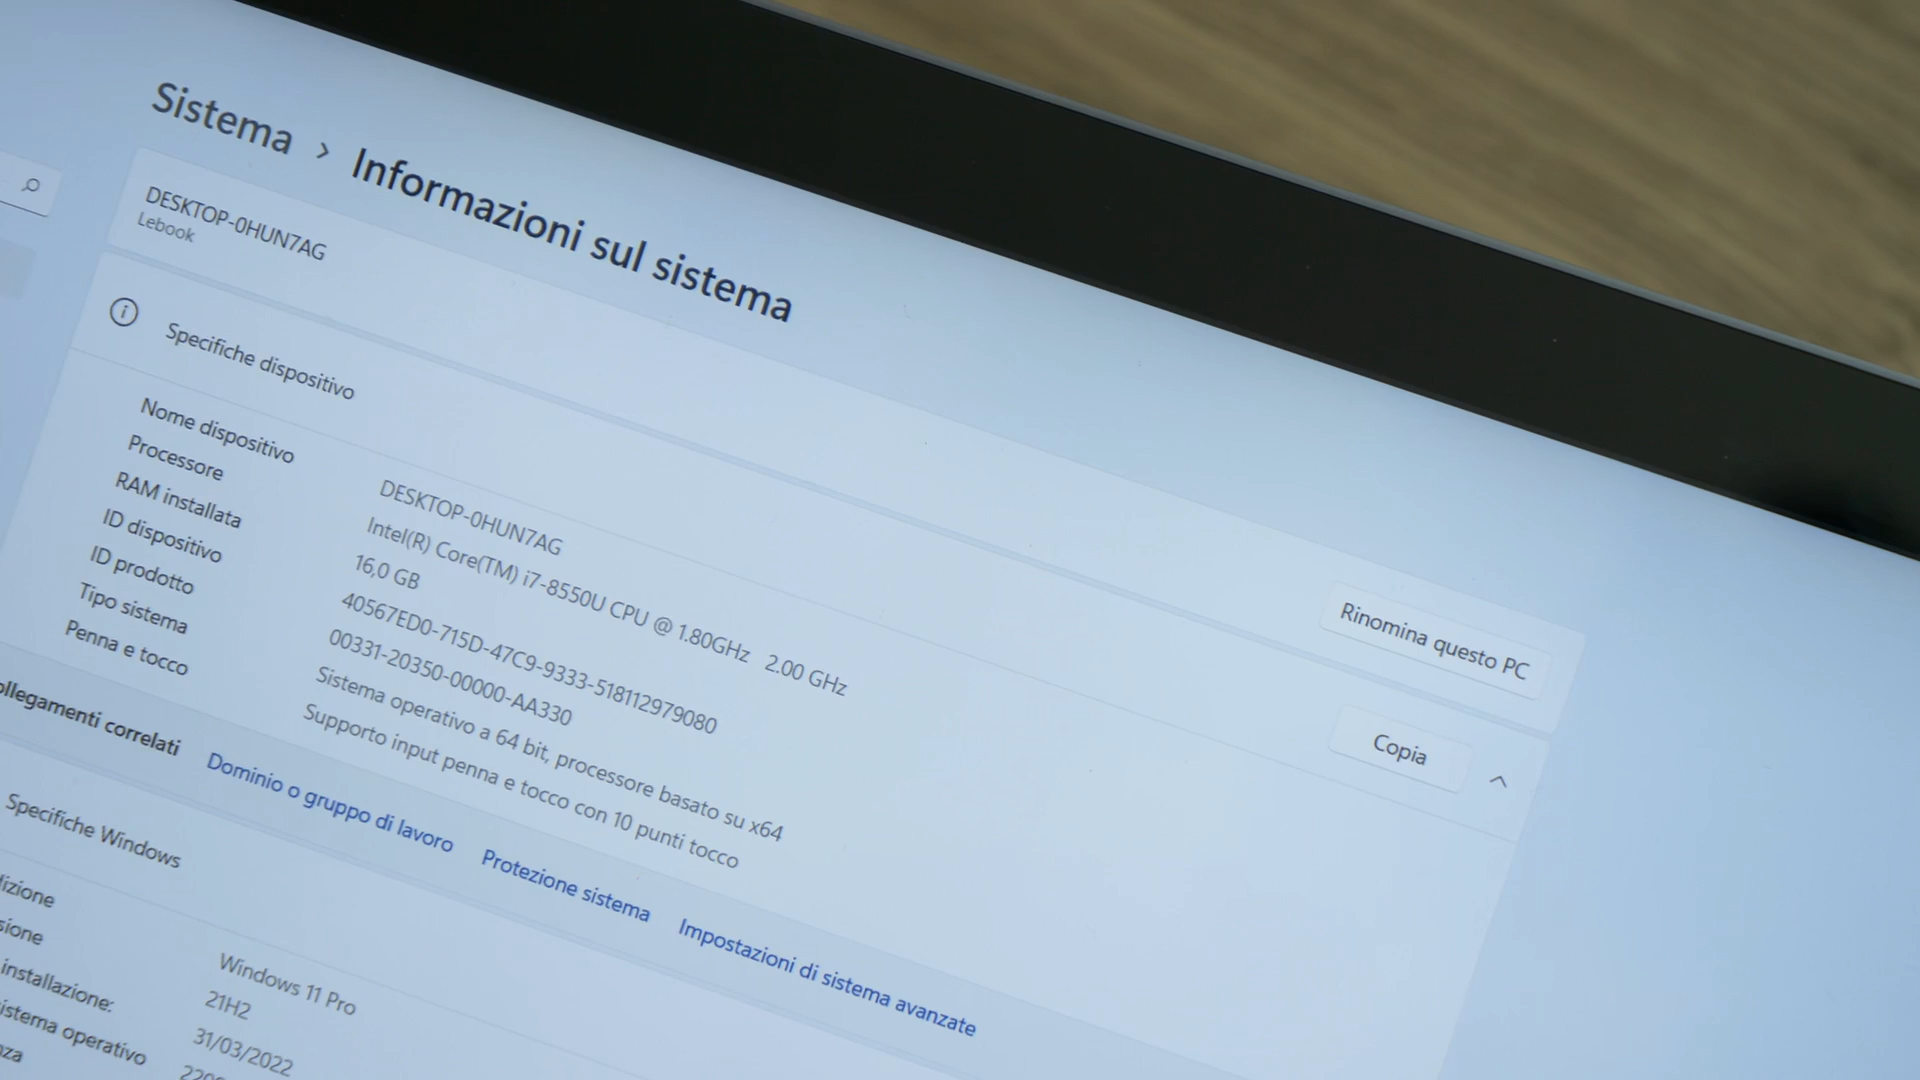 Sistema › Informazioni sul sistema
DESKTOP-0HUN7AG
Lebook
Rinomina questo PC
Specifiche dispositivo
Copia
Nome dispositivo DESKTOP-0HUN7AG
Processore Intel(R) Core(TM) i7-8550U CPU @ 1.80GHz 2.00 GHz
RAM installata 16,0 GB
ID dispositivo 40567ED0-715D-47C9-9333-518112979080
ID prodotto 00331-20350-00000-AA330
Tipo sistema Sistema operativo a 64 bit, processore basato su x64
Penna e tocco Supporto input penna e tocco con 10 punti tocco
ollegamenti correlati Dominio o gruppo di lavoro Protezione sistema Impostazioni di sistema avanzate
Specifiche Windows
dizione Windows 11 Pro
sione 21H2
installazione: 31/03/2022
istema operativo